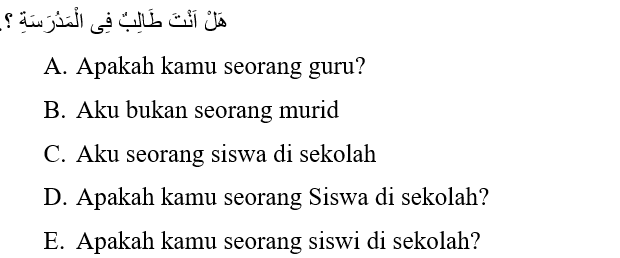 هَلْ اَنْتَ طَالِبٌ فِى الْمَدْرَسَةِ ؟.
A. Apakah kamu seorang guru?
B. Aku bukan seorang murid
C. Aku seorang siswa di sekolah
D. Apakah kamu seorang Siswa di sekolah?
E. Apakah kamu seorang siswi di sekolah?